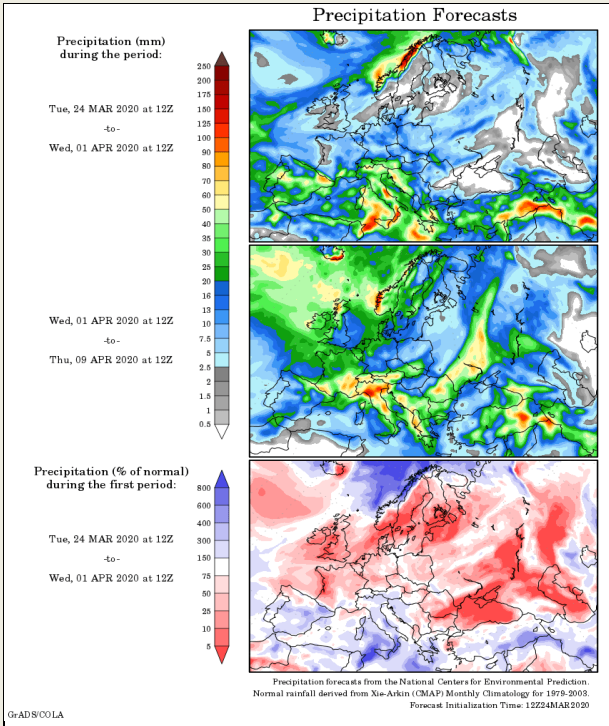 Precipitation Forecasts
Precipitation (mm)
during the period:
Tue, 24 MAR 2020 at 12Z
-to-
Wed, 01 APR 2020 at 12Z
250
200
175
150
125
100
90
80
70
60
50
40
35
30
25
20
16
13
10
7.5
5
2.5
2
1.5
1
0.5
Wed, 01 APR 2020 at 12Z
-to-
Thu, 09 APR 2020 at 12Z
Precipitation (% of normal)
during the first period:
Tue, 24 MAR 2020 at 12Z
-to-
Wed, 01 APR 2020 at 12Z
800
600
400
300
150
75
50
25
10
5
Precipitation forecasts from the National Centers for Environmental Prediction.
Normal rainfall derived from Xie-Arkin (CMAP) Monthly Climatology for 1979-2003.
Forecast Initialization Time: 12Z24MAR2020
GrADS/COLA